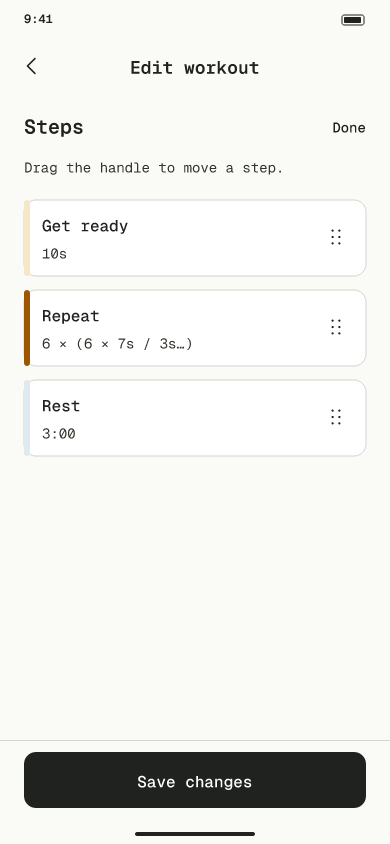 9:41
Edit workout
Steps
Done
Drag the handle to move a step.
Get ready
10s
Repeat
6 × (6 × 7s / 3s…)
Rest
3:00
Save changes